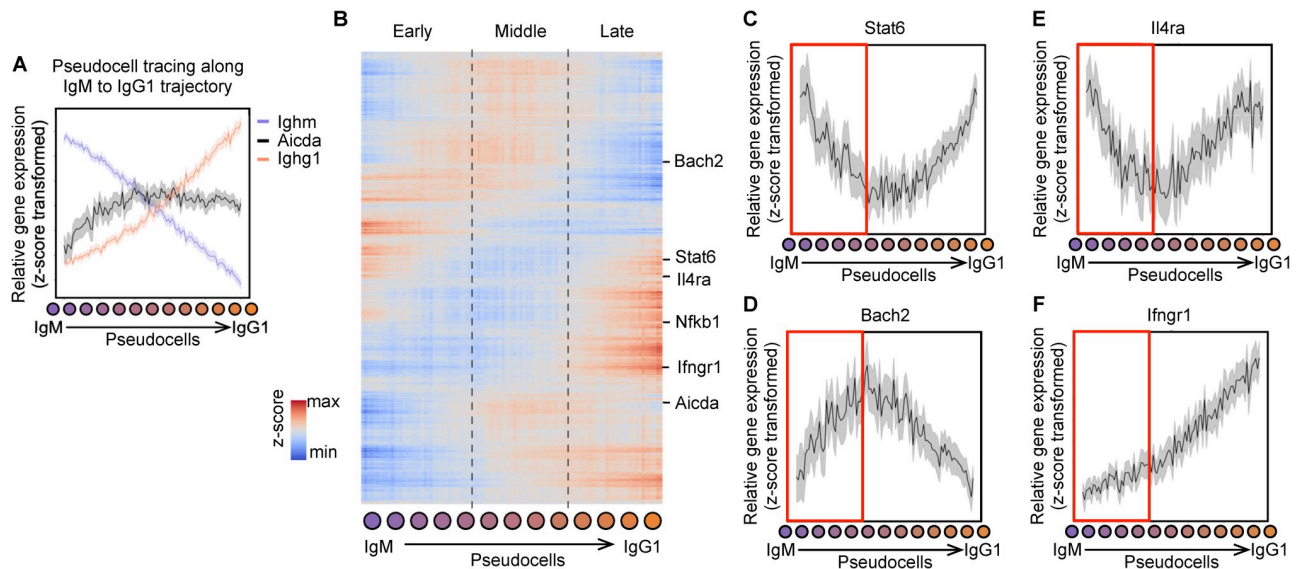 A
Pseudocell tracing along
IgM to IgG1 trajectory
Relative gene expression
(z-score transformed)
Ighm
Aicda
Ighg1
IgM
IgG1
Pseudocells
B
Early
Middle
Late
Bach2
Stat6
Il4ra
Nfkb1
Ifngr1
Aicda
z-score
max
min
IgM
IgG1
Pseudocells
C
Stat6
Relative gene expression
(z-score transformed)
IgM
IgG1
Pseudocells
D
Bach2
Relative gene expression
(z-score transformed)
IgM
IgG1
Pseudocells
E
Il4ra
Relative gene expression
(z-score transformed)
IgM
IgG1
Pseudocells
F
Ifngr1
Relative gene expression
(z-score transformed)
IgM
IgG1
Pseudocells